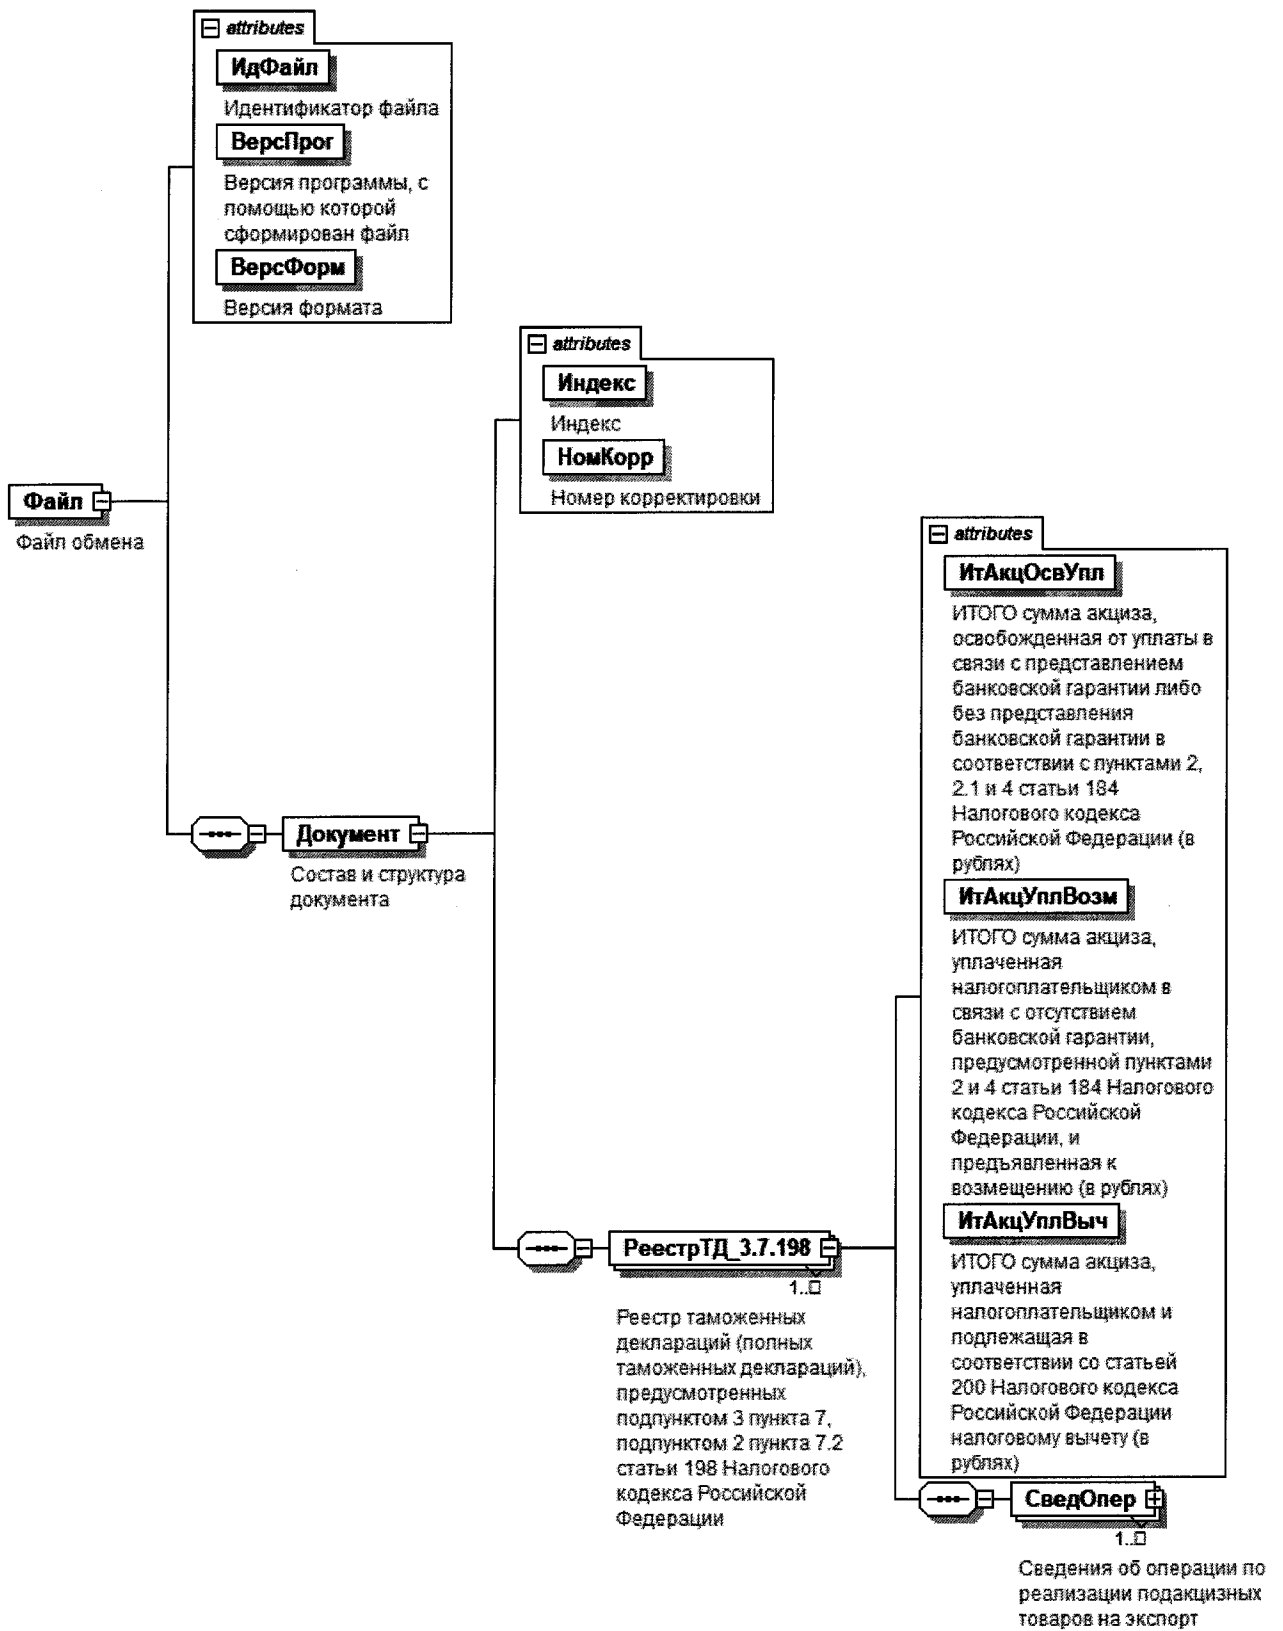 attributes
ИдФайл
Идентификатор файла
ВерсПрог
Версия программы, с
помощью которой
сформирован файл
ВерсФорм
Версия формата
attributes
Индекс
Индекс
НомКорр
Номер корректировки
Файл
Файл обмена
Документ
Состав и структура
документа
attributes
ИтАкцОсвУпл
ИТОГО сумма акциза,
освобожденная от уплаты в
связи с представлением
банковской гарантии либо
без представления
банковской гарантии в
соответствии с пунктами 2,
2.1 и 4 статьи 184
Налогового кодекса
Российской Федерации (в
рублях)
ИтАкцУплВозм
ИТОГО сумма акциза,
уплаченная
налогоплательщиком в
связи с отсутствием
банковской гарантии,
предусмотренной пунктами
2 и 4 статьи 184 Налогового
кодекса Российской
Федерации, и
предъявленная к
возмещению (в рублях)
ИтАкцУплВыч
ИТОГО сумма акциза,
уплаченная
налогоплательщиком и
подлежащая в
соответствии со статьей
200 Налогового кодекса
Российской Федерации
налоговому вычету (в
рублях)
РеестрТД_3.7.198
1..□
Реестр таможенных
деклараций (полных
таможенных деклараций),
предусмотренных
подпунктом 3 пункта 7,
подпунктом 2 пункта 7.2
статьи 198 Налогового
кодекса Российской
Федерации
СведОпер
1..□
Сведения об операции по
реализации подакцизных
товаров на экспорт